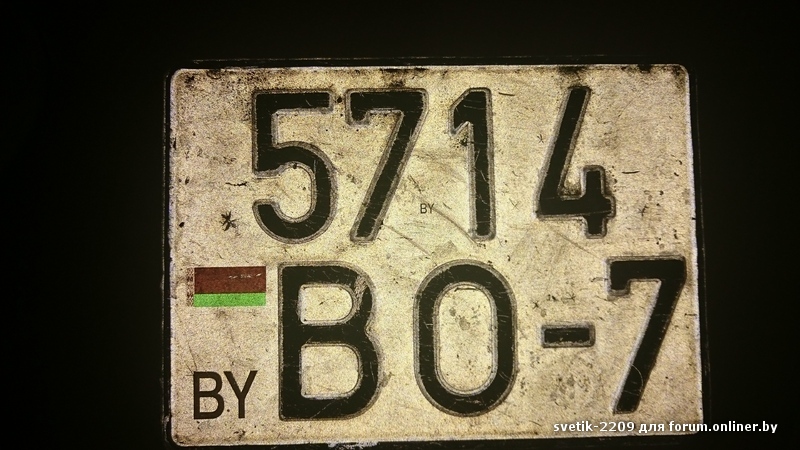 5714
BY
BO-7
BY
svetik-2209 для forum.onliner.by